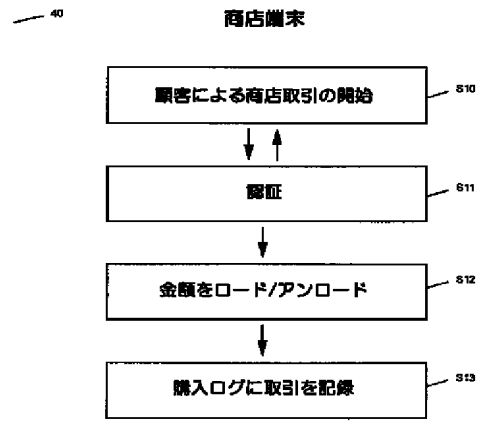 40
商店端末
顧客による商店取引の開始
S10
認証
S11
金額をロード/アンロード
S12
購入ログに取引を記録
S13